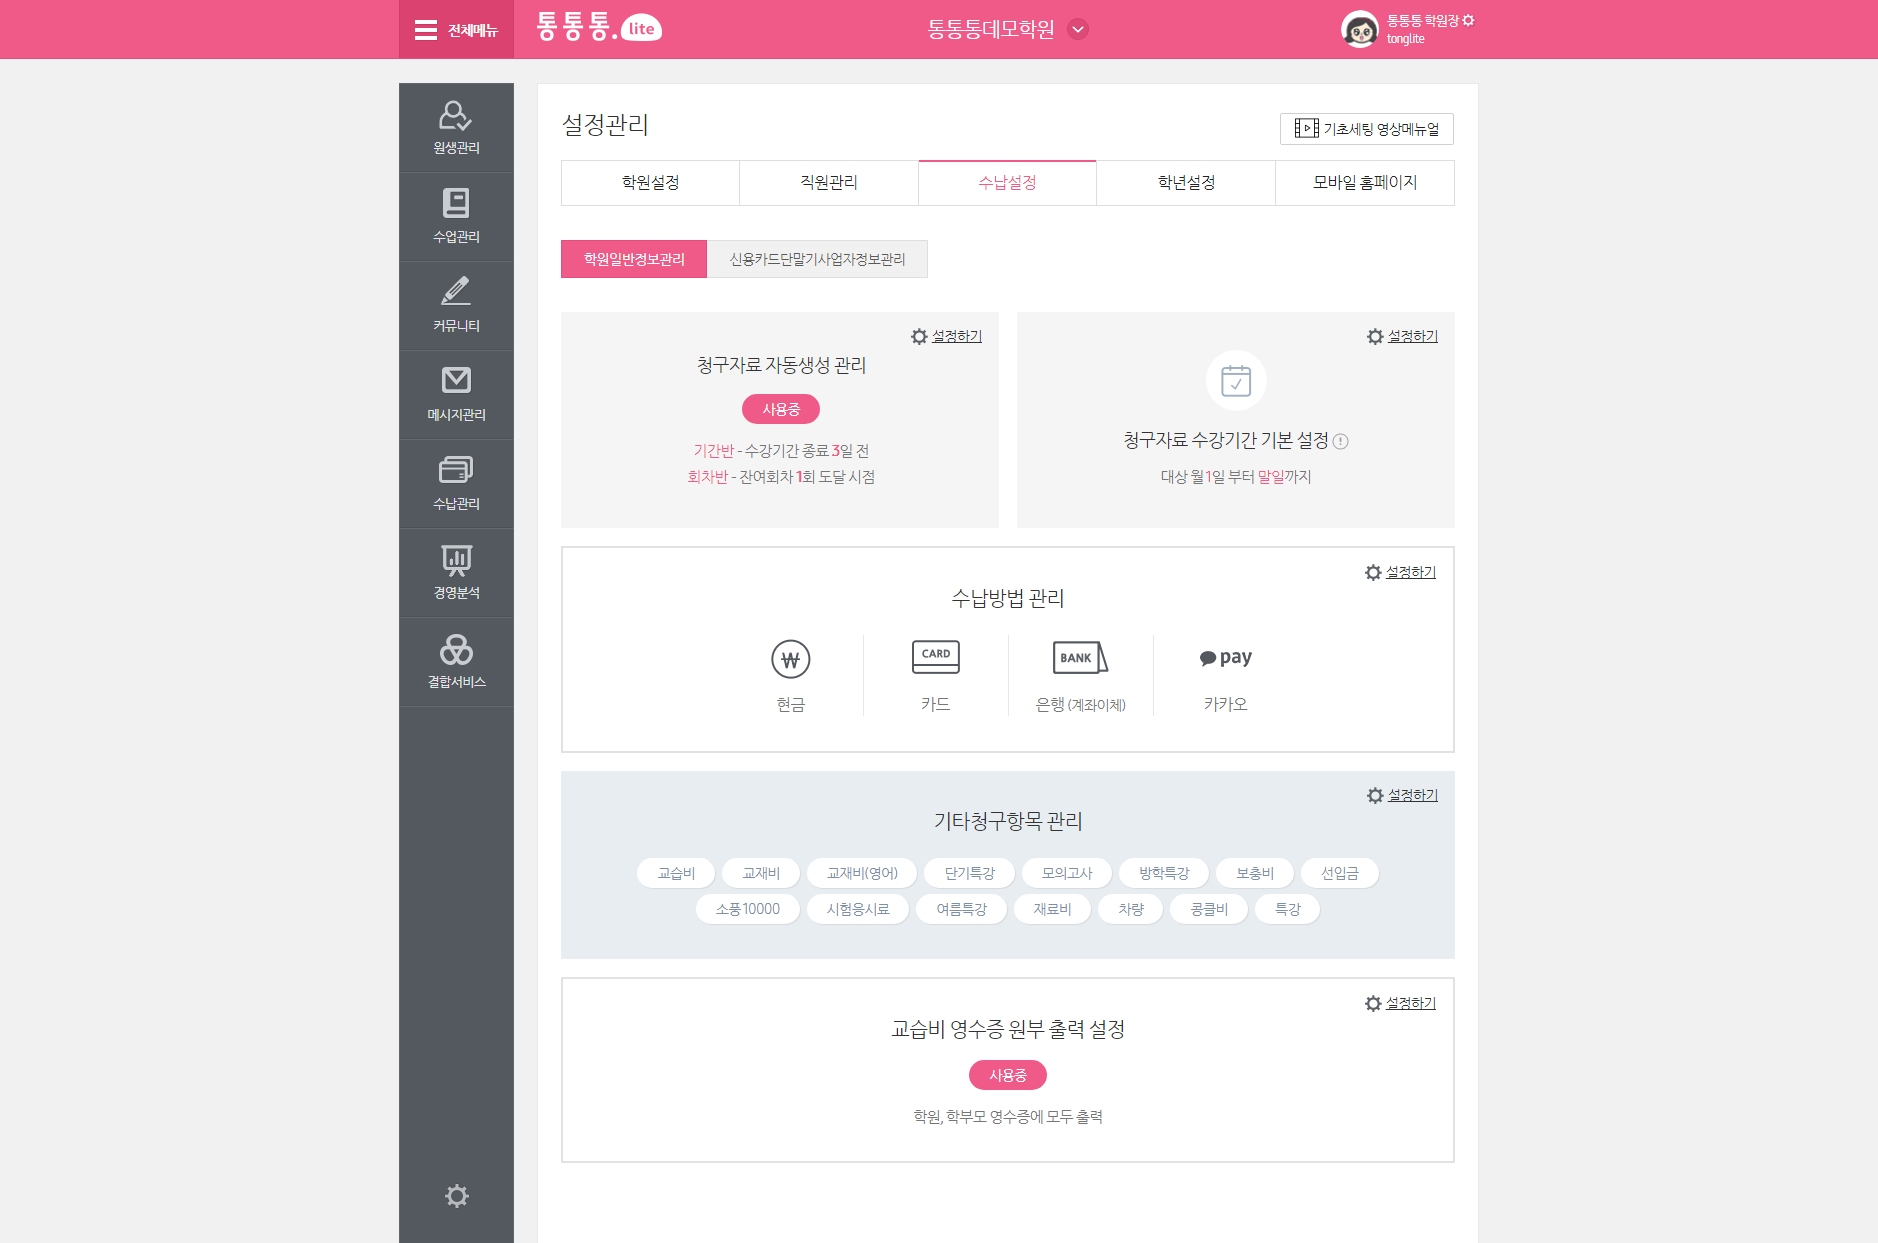 전체메뉴
통통통.lite
통통통데모학원
통통통 학원장
tonglite
원생관리
수업관리
커뮤니티
메시지관리
수납관리
경영분석
결합서비스
설정관리
기초세팅 영상메뉴얼
학원설정 직원관리 수납설정 학년설정 모바일 홈페이지
학원일반정보관리 신용카드단말기사업자정보관리
설정하기
청구자료 자동생성 관리
사용중
기간반 - 수강기간 종료 3일 전
회차반 - 잔여회차 1회 도달 시점
설정하기
청구자료 수강기간 기본 설정
대상 월 1일 부터 말일까지
설정하기
수납방법 관리
₩ CARD BANK pay
현금 카드 은행 (계좌이체) 카카오
설정하기
기타청구항목 관리
교습비 교재비 교재비(영어) 단기특강 모의고사 방학특강 보충비 선입금
소풍10000 시험응시료 여름특강 재료비 차량 콩쿨비 특강
설정하기
교습비 영수증 원부 출력 설정
사용중
학원, 학부모 영수증에 모두 출력